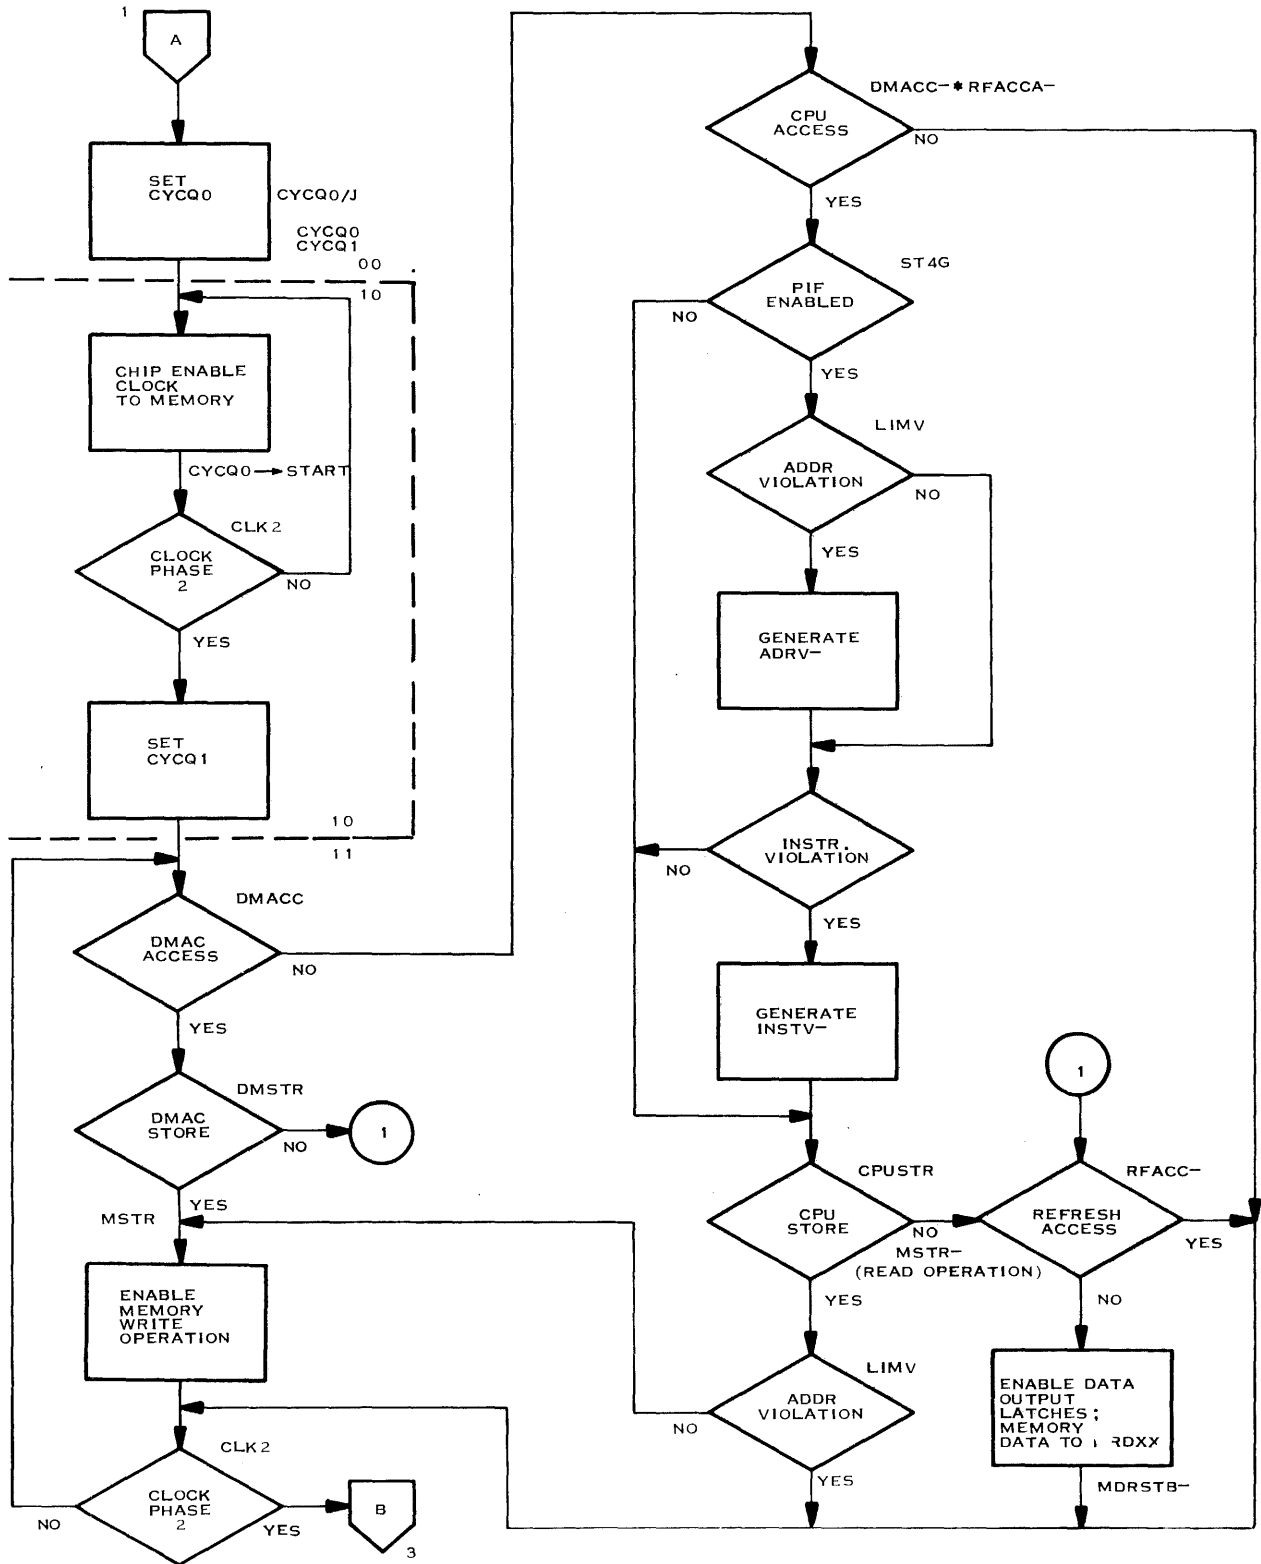 1
A
SET
CYCQ0
CYCQ0/J
CYCQ0
CYCQ1
00
10
CHIP ENABLE
CLOCK
TO MEMORY
CYCQ0→START
CLK2
CLOCK
PHASE
2
NO
YES
SET
CYCQ1
10
11
DMACC
DMAC
ACCESS
NO
YES
DMSTR
DMAC
STORE
NO
1
YES
MSTR
ENABLE
MEMORY
WRITE
OPERATION
CLK2
CLOCK
PHASE
2
NO
YES
B
3
DMACC-*RFACCA-
CPU
ACCESS
NO
YES
ST4G
PIF
ENABLED
NO
YES
LIMV
ADDR
VIOLATION
NO
YES
GENERATE
ADRV-
INSTR.
VIOLATION
NO
YES
GENERATE
INSTV-
CPUSTR
CPU
STORE
NO
MSTR-
(READ OPERATION)
YES
LIMV
ADDR
VIOLATION
NO
YES
1
RFACC-
REFRESH
ACCESS
YES
NO
ENABLE DATA
OUTPUT
LATCHES;
MEMORY
DATA TO
MDRSTB-